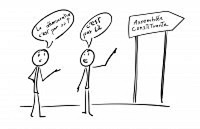 La démocratie
c'est par où ?
c'est
par là
Assemblée
Constituante